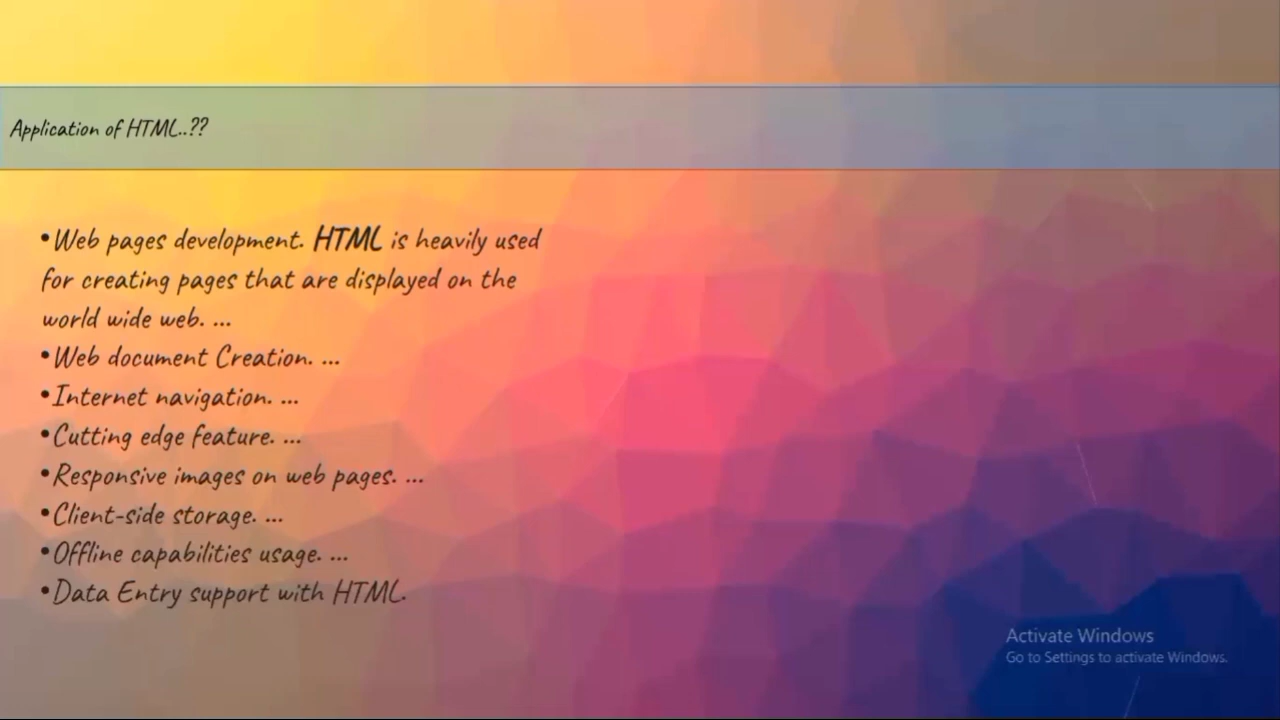 Application of HTML..??
•Web pages development. HTML is heavily used
for creating pages that are displayed on the
world wide web. ...
•Web document Creation. ...
•Internet navigation. ...
•Cutting edge feature. ...
•Responsive images on web pages. ...
•Client-side storage. ...
•Offline capabilities usage. ...
•Data Entry support with HTML.
Activate Windows
Go to Settings to activate Windows.